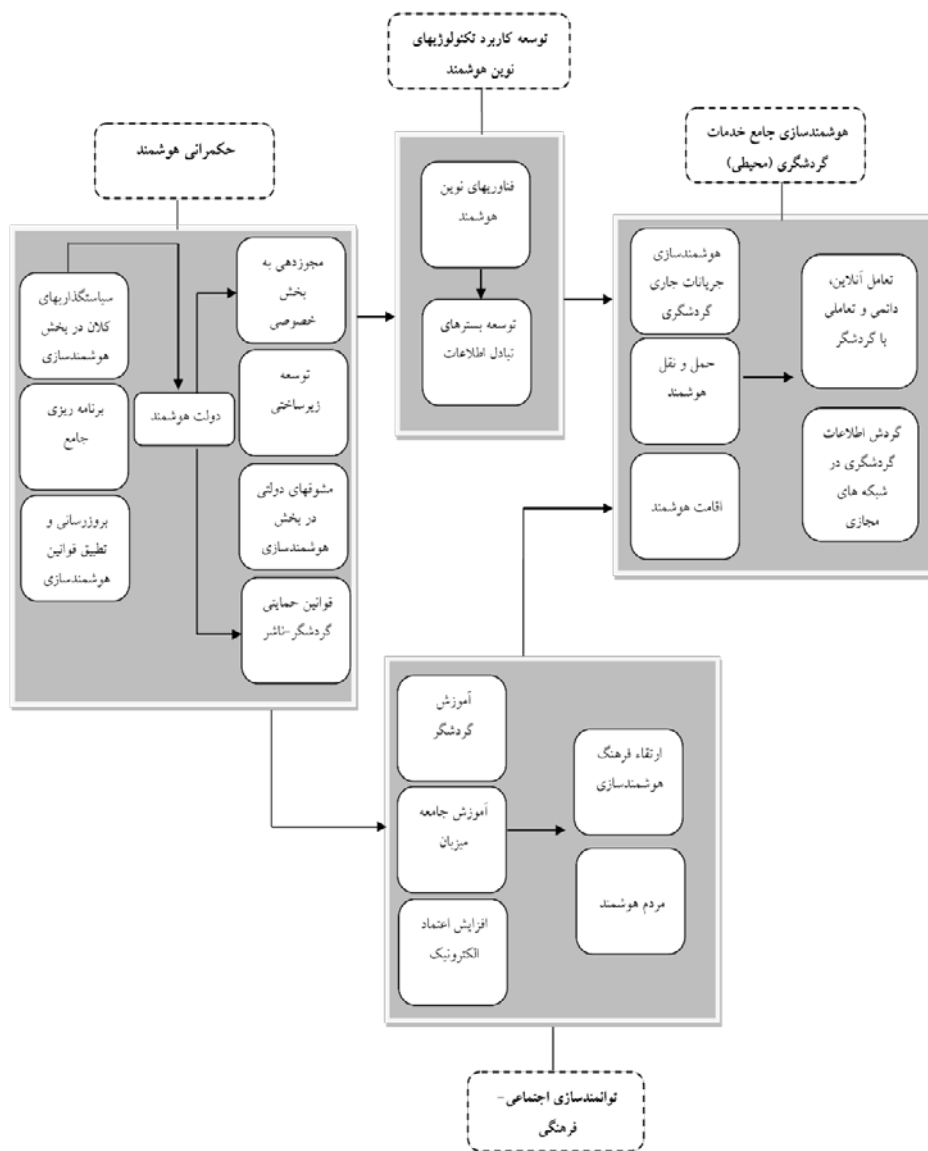 توسعه کاربرد تکنولوژیهای
نوین هوشمند
هوشمندسازی جامع خدمات
گردشگری (محیطی)
حکمرانی هوشمند
هوشمندسازی
جریانات جاری
گردشگری
حمل و نقل
هوشمند
اقامت هوشمند
تعامل آنلاین،
دائمی و تعاملی
با گردشگر
گردش اطلاعات
گردشگری در
شبکه های
مجازی
فناوریهای نوین
هوشمند
توسعه بسترهای
تبادل اطلاعات
مجوزدهی به
بخش
خصوصی
توسعه
زیرساختی
مشوقهای دولتی
در بخش
هوشمندسازی
قوانین حمایتی
گردشگر-ناشر
دولت هوشمند
سیاستگذاریهای
کلان در بخش
هوشمندسازی
برنامه ریزی
جامع
بروزرسانی و
تطبیق قوانین
هوشمندسازی
آموزش
گردشگر
آموزش جامعه
میزبان
افزایش اعتماد
الکترونیک
ارتقاء فرهنگ
هوشمندسازی
مردم هوشمند
توانمندسازی اجتماعی-
فرهنگی